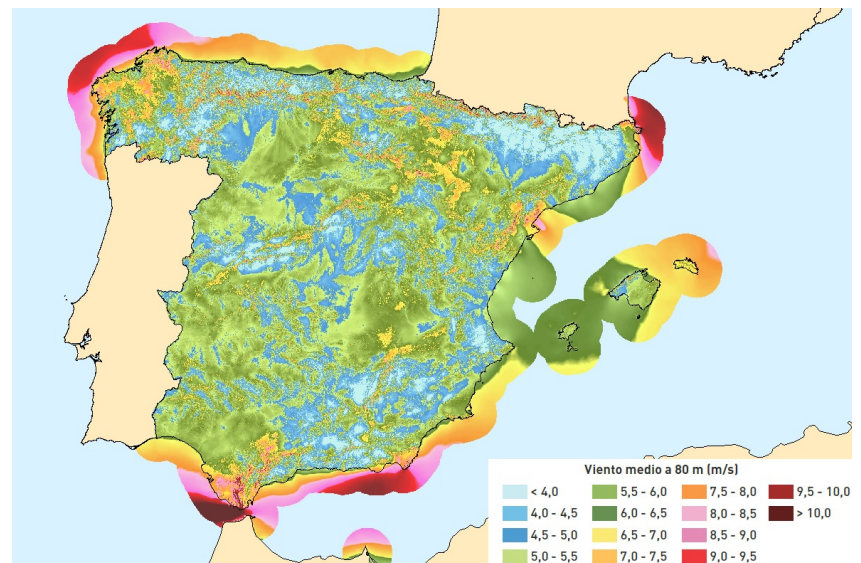 Viento medio a 80 m (m/s)
< 4,0 5,5 - 6,0 7,5 - 8,0 9,5 - 10,0
4,0 - 4,5 6,0 - 6,5 8,0 - 8,5 > 10,0
4,5 - 5,0 6,5 - 7,0 8,5 - 9,0
5,0 - 5,5 7,0 - 7,5 9,0 - 9,5